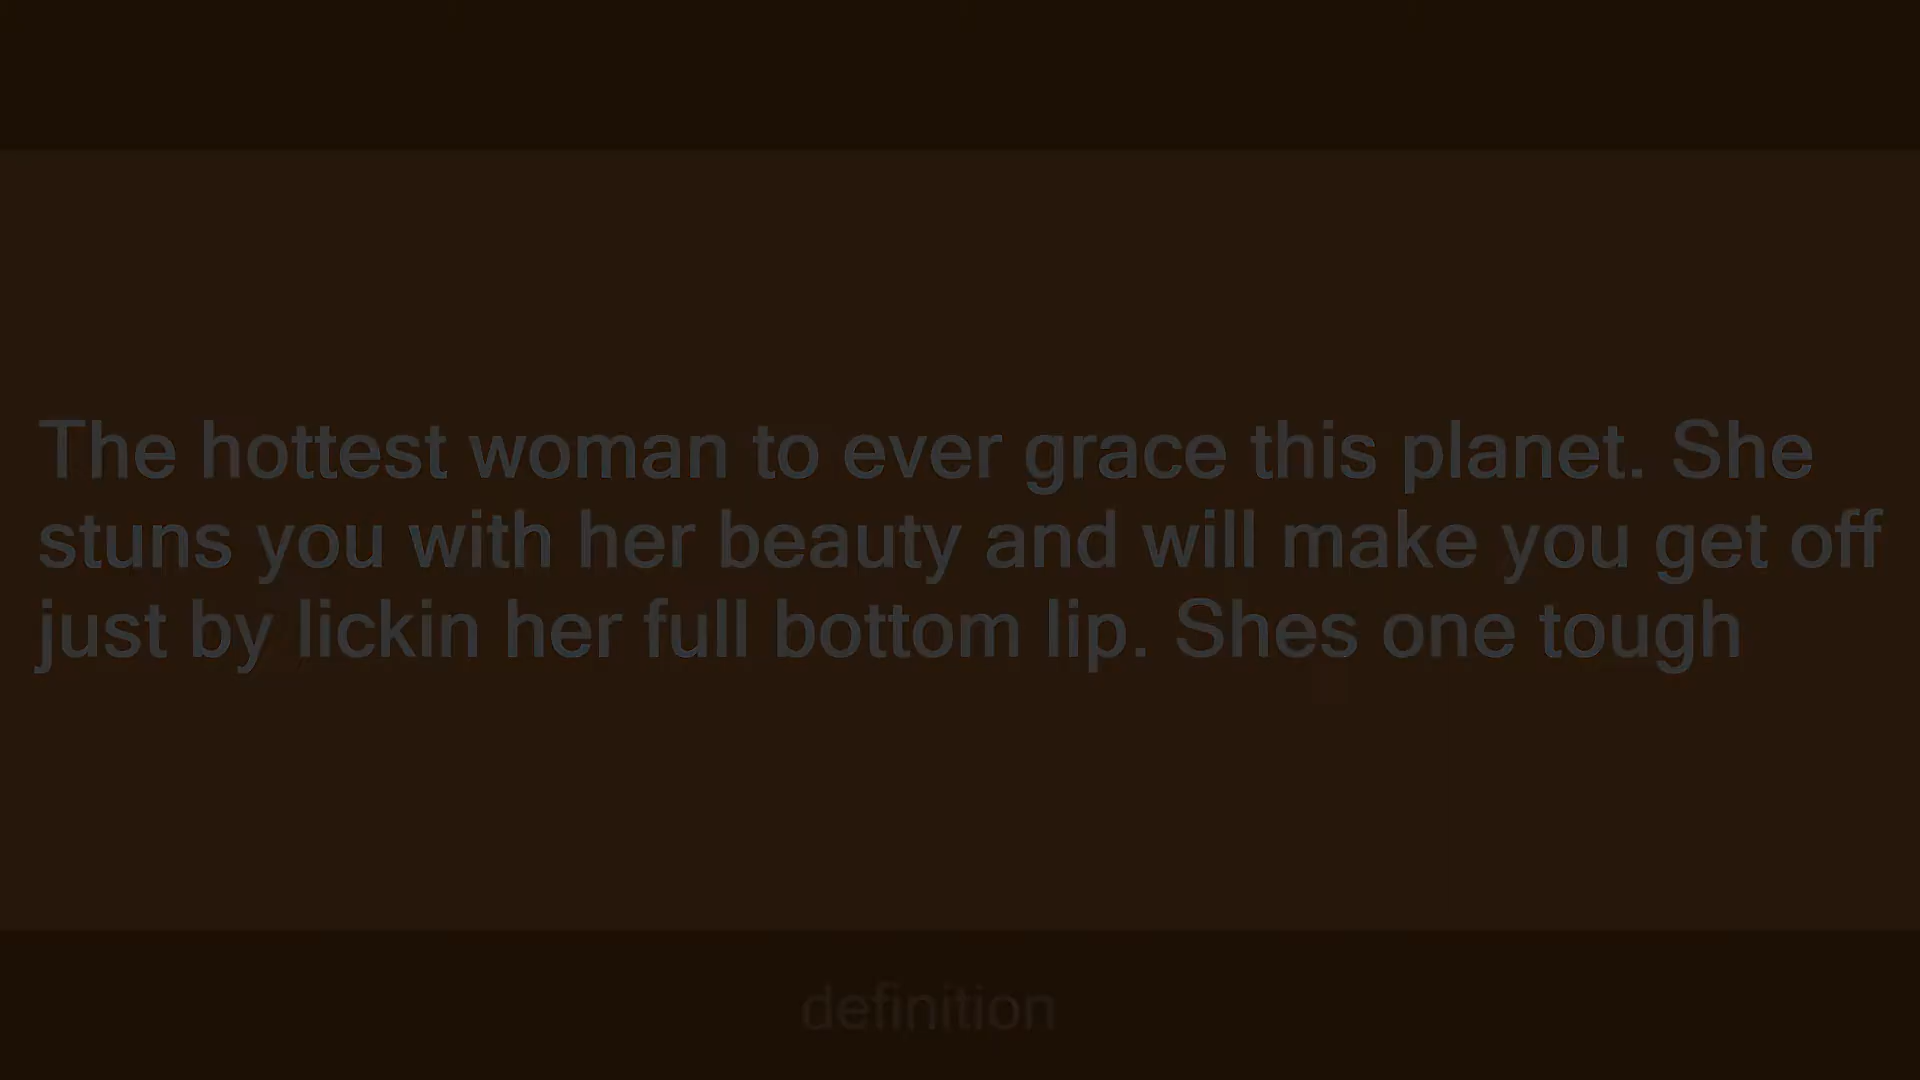 The hottest woman to ever grace this planet. She
stuns you with her beauty and will make you get off
just by lickin her full bottom lip. Shes one tough
definition